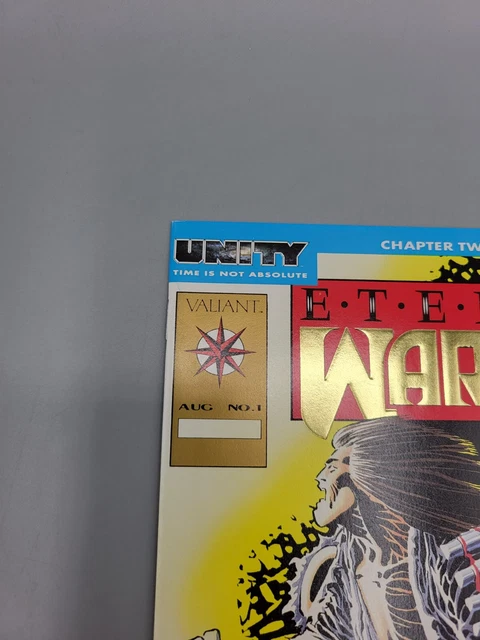 UNITY
TIME IS NOT ABSOLUTE
CHAPTER TW
VALIANT.
AUG NO.1
E·T·E·
WAR